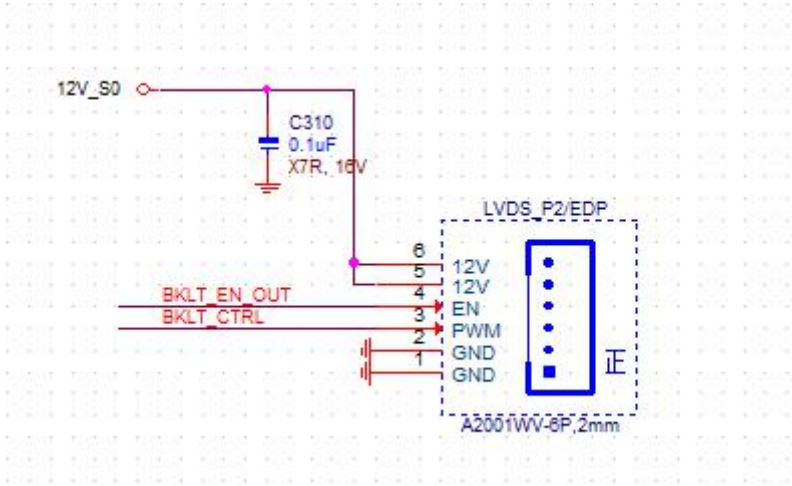 12V_S0
C310
0.1uF
X7R, 16V
LVDS_P2/EDP
6 12V
5 12V
BKLT_EN_OUT 4 EN
BKLT_CTRL 3 PWM
2 GND
1 GND
正
A2001WV-6P,2mm